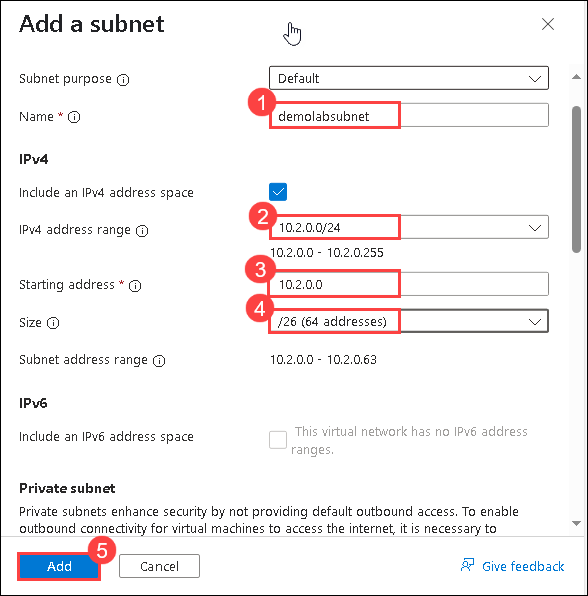 Add a subnet
Subnet purpose Default
1
Name * demolabsubnet
IPv4
Include an IPv4 address space
2
IPv4 address range 10.2.0.0/24
10.2.0.0 - 10.2.0.255
3
Starting address * 10.2.0.0
4
Size /26 (64 addresses)
Subnet address range 10.2.0.0 - 10.2.0.63
IPv6
Include an IPv6 address space This virtual network has no IPv6 address
ranges.
Private subnet
Private subnets enhance security by not providing default outbound access. To enable
outbound connectivity for virtual machines to access the internet, it is necessary to
5
Add Cancel Give feedback